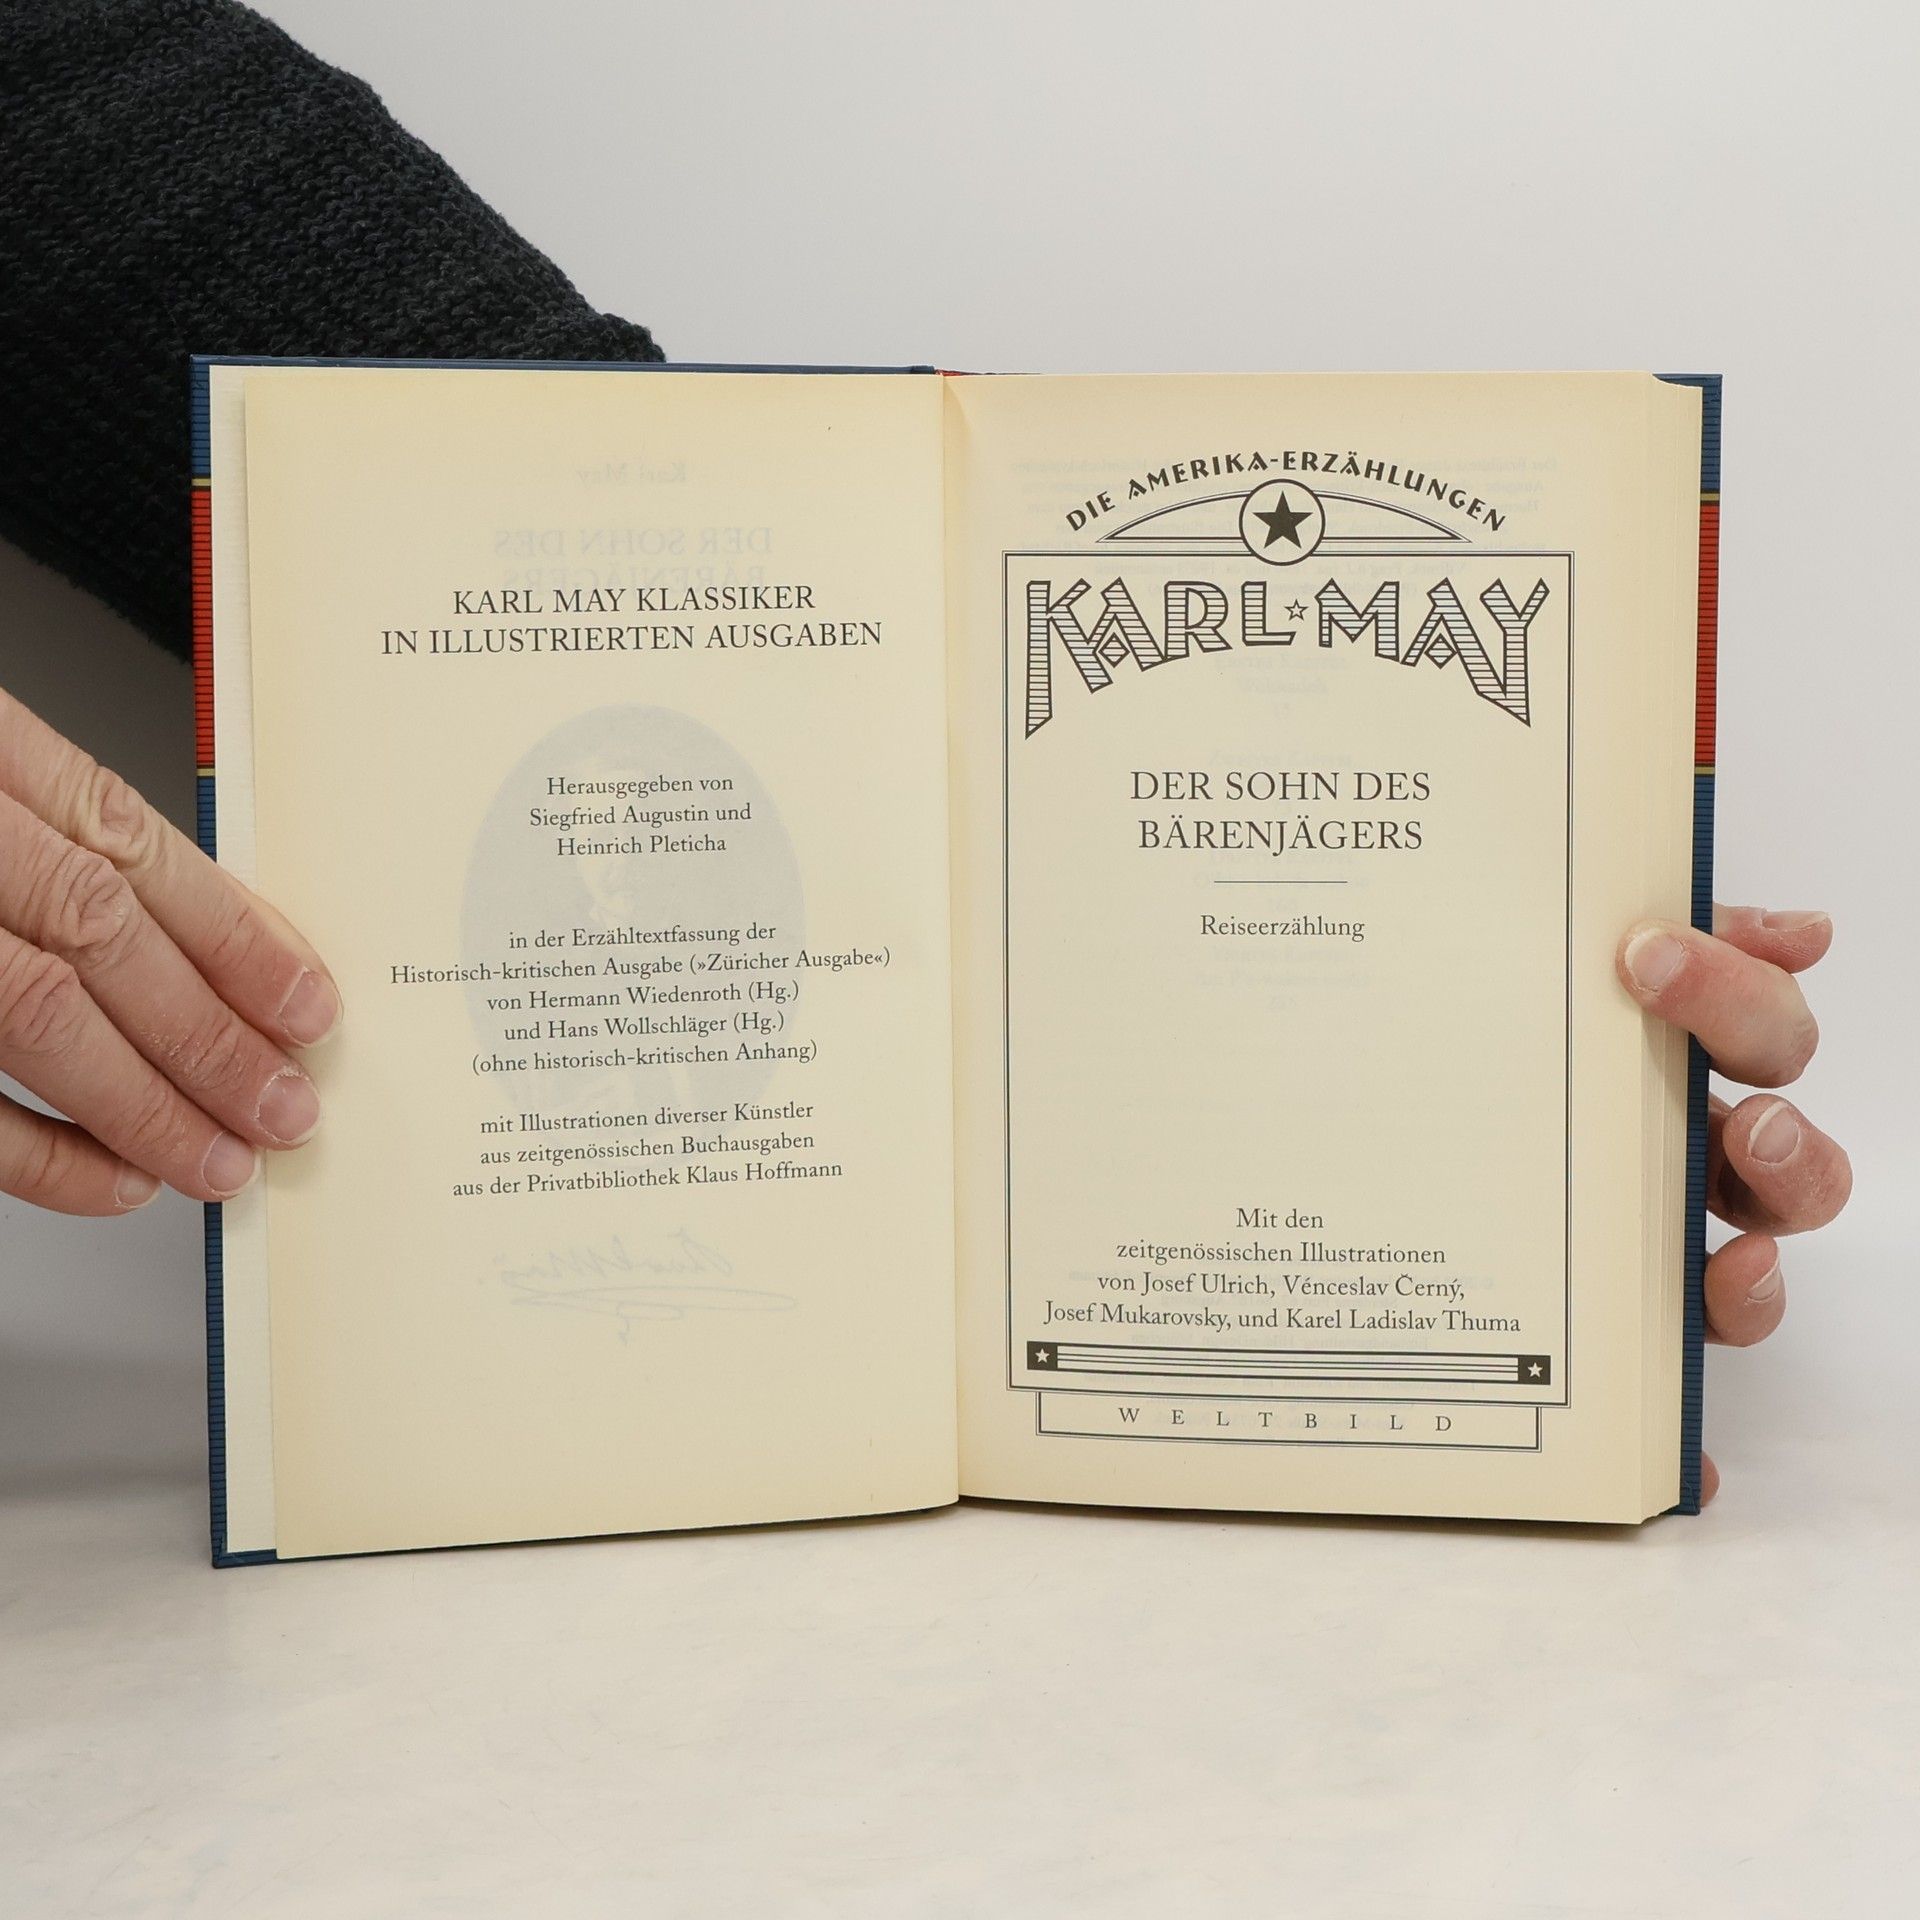 KARL MAY KLASSIKER
IN ILLUSTRIERTEN AUSGABEN
Herausgegeben von
Siegfried Augustin und
Heinrich Pleticha
in der Erzähltextfassung der
Historisch-kritischen Ausgabe (»Züricher Ausgabe«)
von Hermann Wiedenroth (Hg.)
und Hans Wollschläger (Hg.)
(ohne historisch-kritischen Anhang)
mit Illustrationen diverser Künstler
aus zeitgenössischen Buchausgaben
aus der Privatbibliothek Klaus Hoffmann
DIE AMERIKA-ERZÄHLUNGEN
KARL MAY
DER SOHN DES
BÄRENJÄGERS
Reiseerzählung
Mit den
zeitgenössischen Illustrationen
von Josef Ulrich, Vénceslav Černý,
Josef Mukarovsky, und Karel Ladislav Thuma
WELTBILD